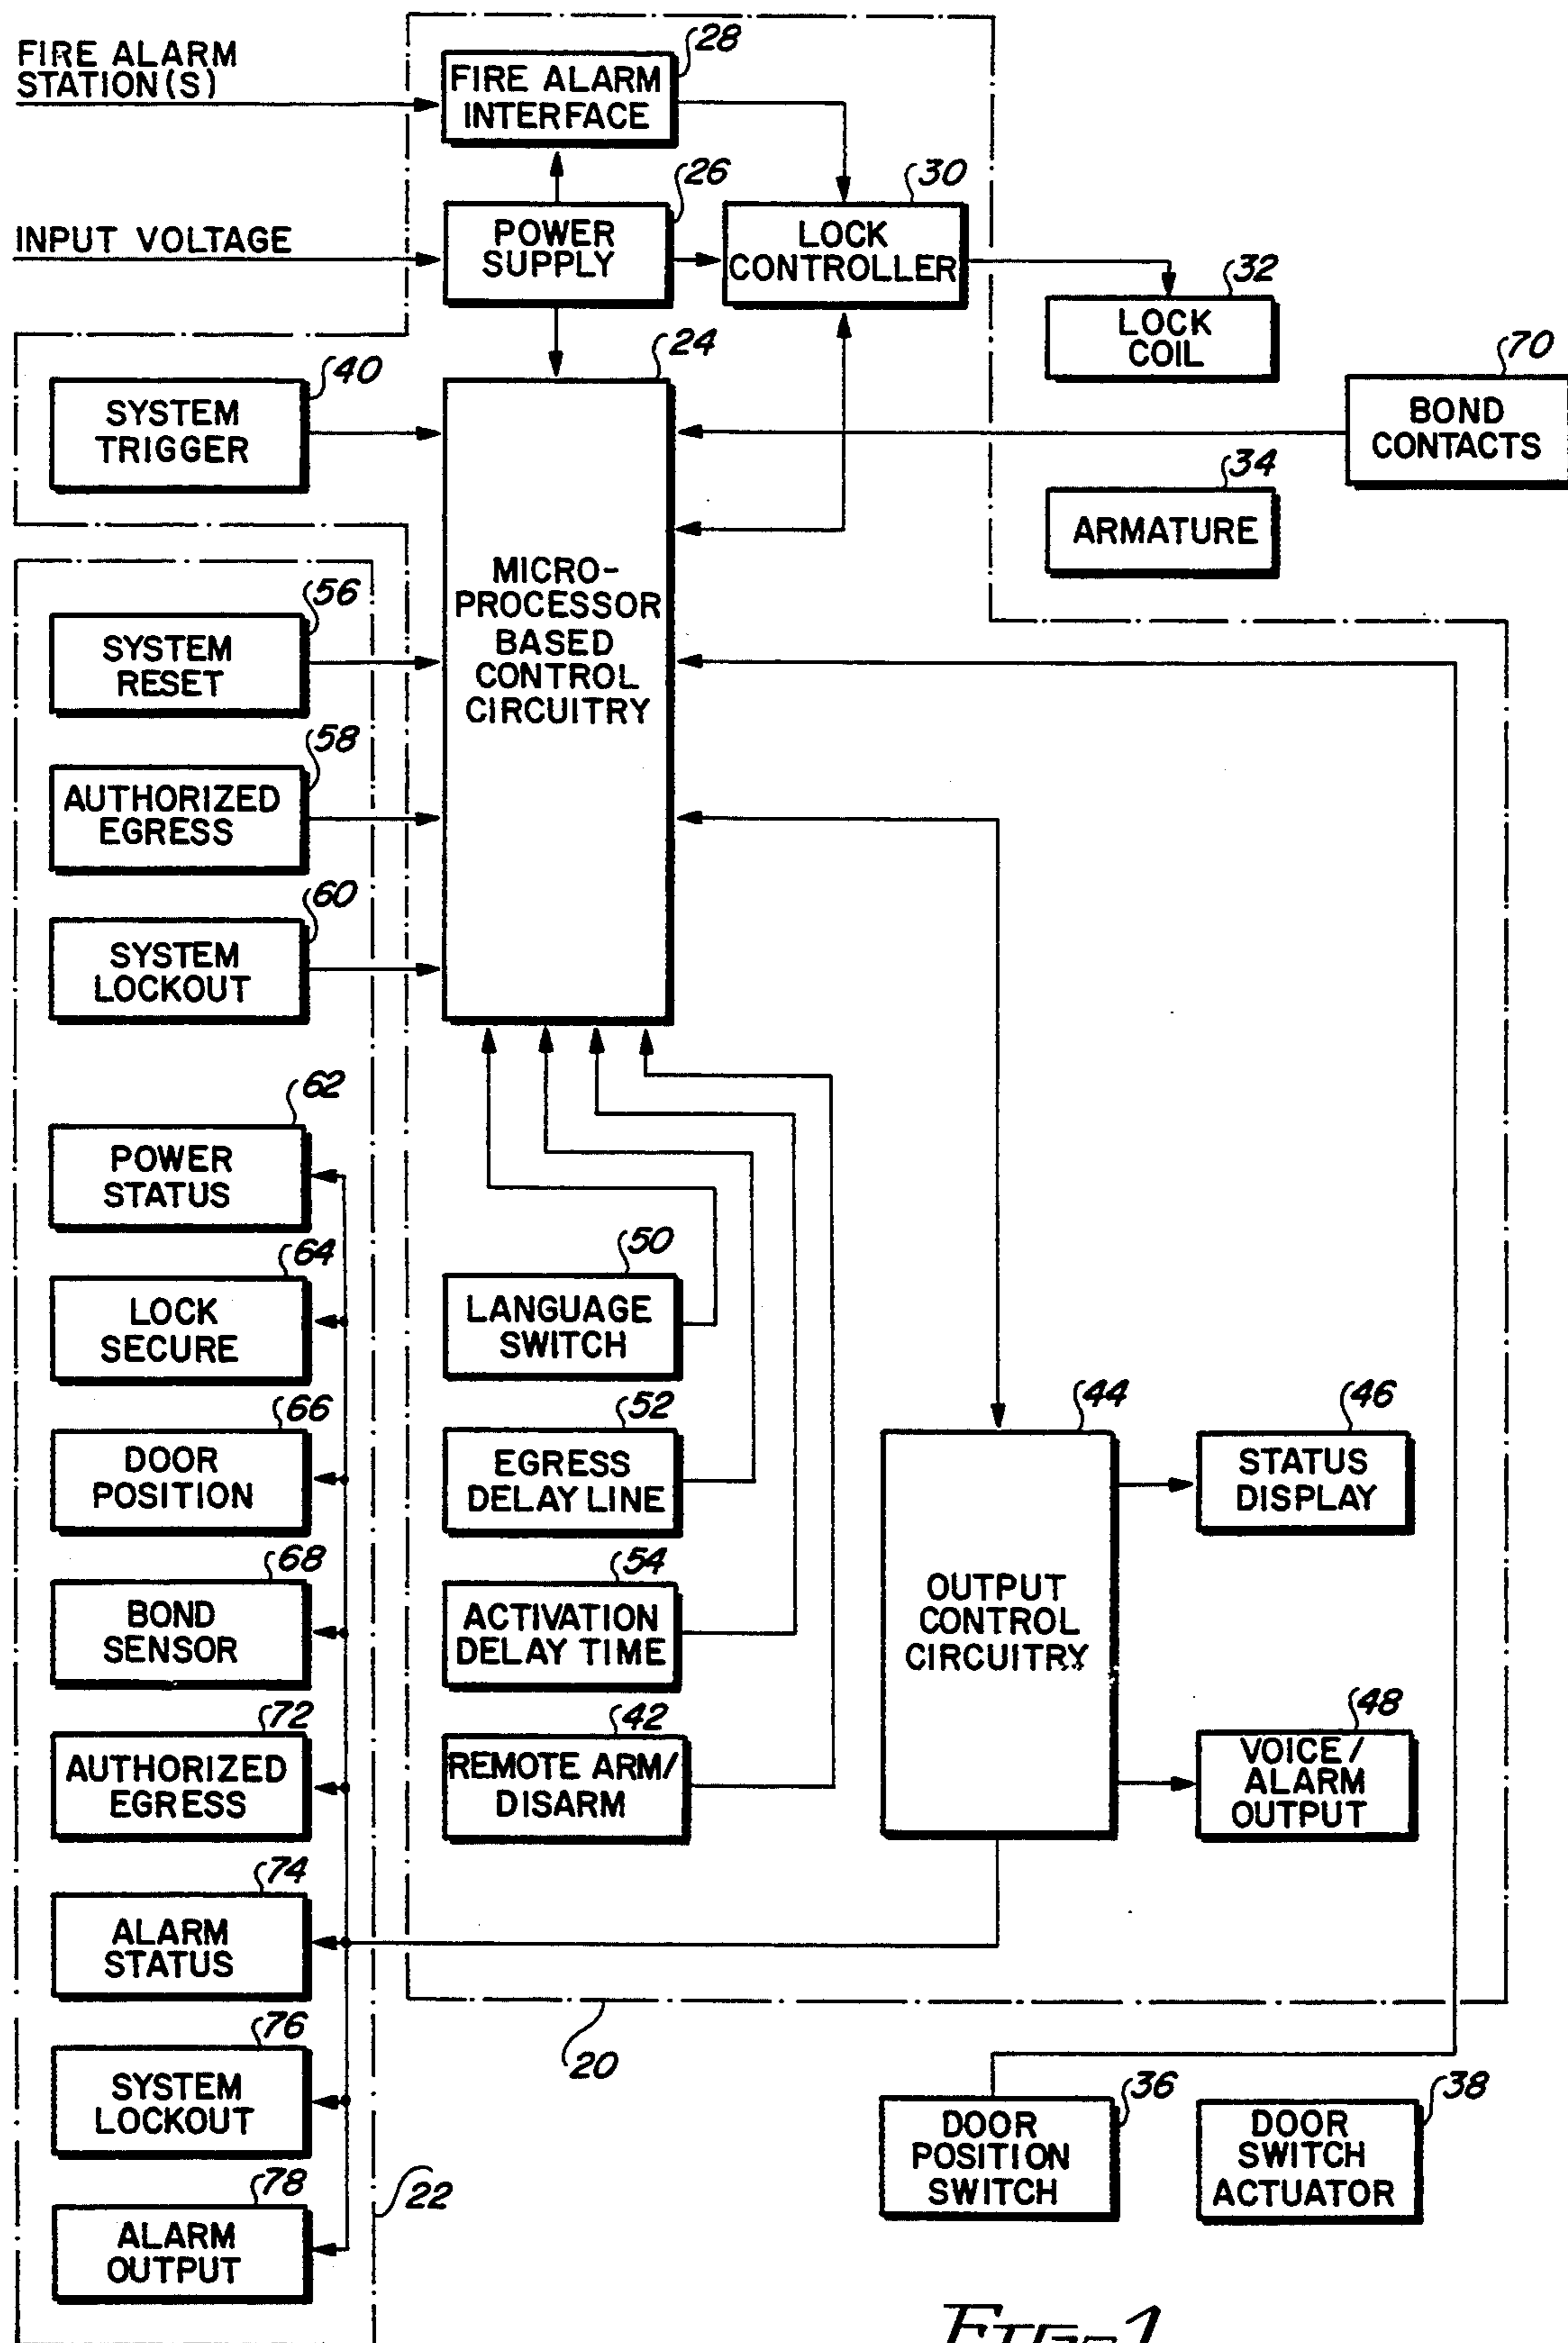 FIRE ALARM
STATION(S)
28
FIRE ALARM
INTERFACE
26
30
INPUT VOLTAGE
POWER
SUPPLY
LOCK
CONTROLLER
32
LOCK
COIL
24
40
SYSTEM
TRIGGER
70
BOND
CONTACTS
34
ARMATURE
MICRO-
PROCESSOR
BASED
CONTROL
CIRCUITRY
56
SYSTEM
RESET
58
AUTHORIZED
EGRESS
60
SYSTEM
LOCKOUT
62
POWER
STATUS
64
LOCK
SECURE
66
DOOR
POSITION
68
BOND
SENSOR
72
AUTHORIZED
EGRESS
74
ALARM
STATUS
76
SYSTEM
LOCKOUT
78
ALARM
OUTPUT
22
50
LANGUAGE
SWITCH
52
EGRESS
DELAY LINE
54
ACTIVATION
DELAY TIME
42
REMOTE ARM/
DISARM
44
OUTPUT
CONTROL
CIRCUITRY
46
STATUS
DISPLAY
48
VOICE/
ALARM
OUTPUT
20
36
DOOR
POSITION
SWITCH
38
DOOR
SWITCH
ACTUATOR
FIG-1